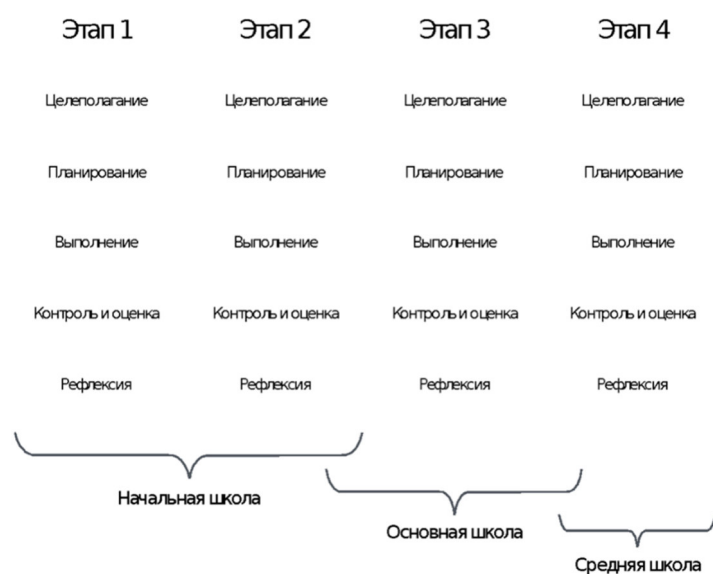 Этап 1 Этап 2 Этап 3 Этап 4
Целеполагание Целеполагание Целеполагание Целеполагание
Планирование Планирование Планирование Планирование
Выполнение Выполнение Выполнение Выполнение
Контроль и оценка Контроль и оценка Контроль и оценка Контроль и оценка
Рефлексия Рефлексия Рефлексия Рефлексия
Начальная школа
Основная школа
Средняя школа